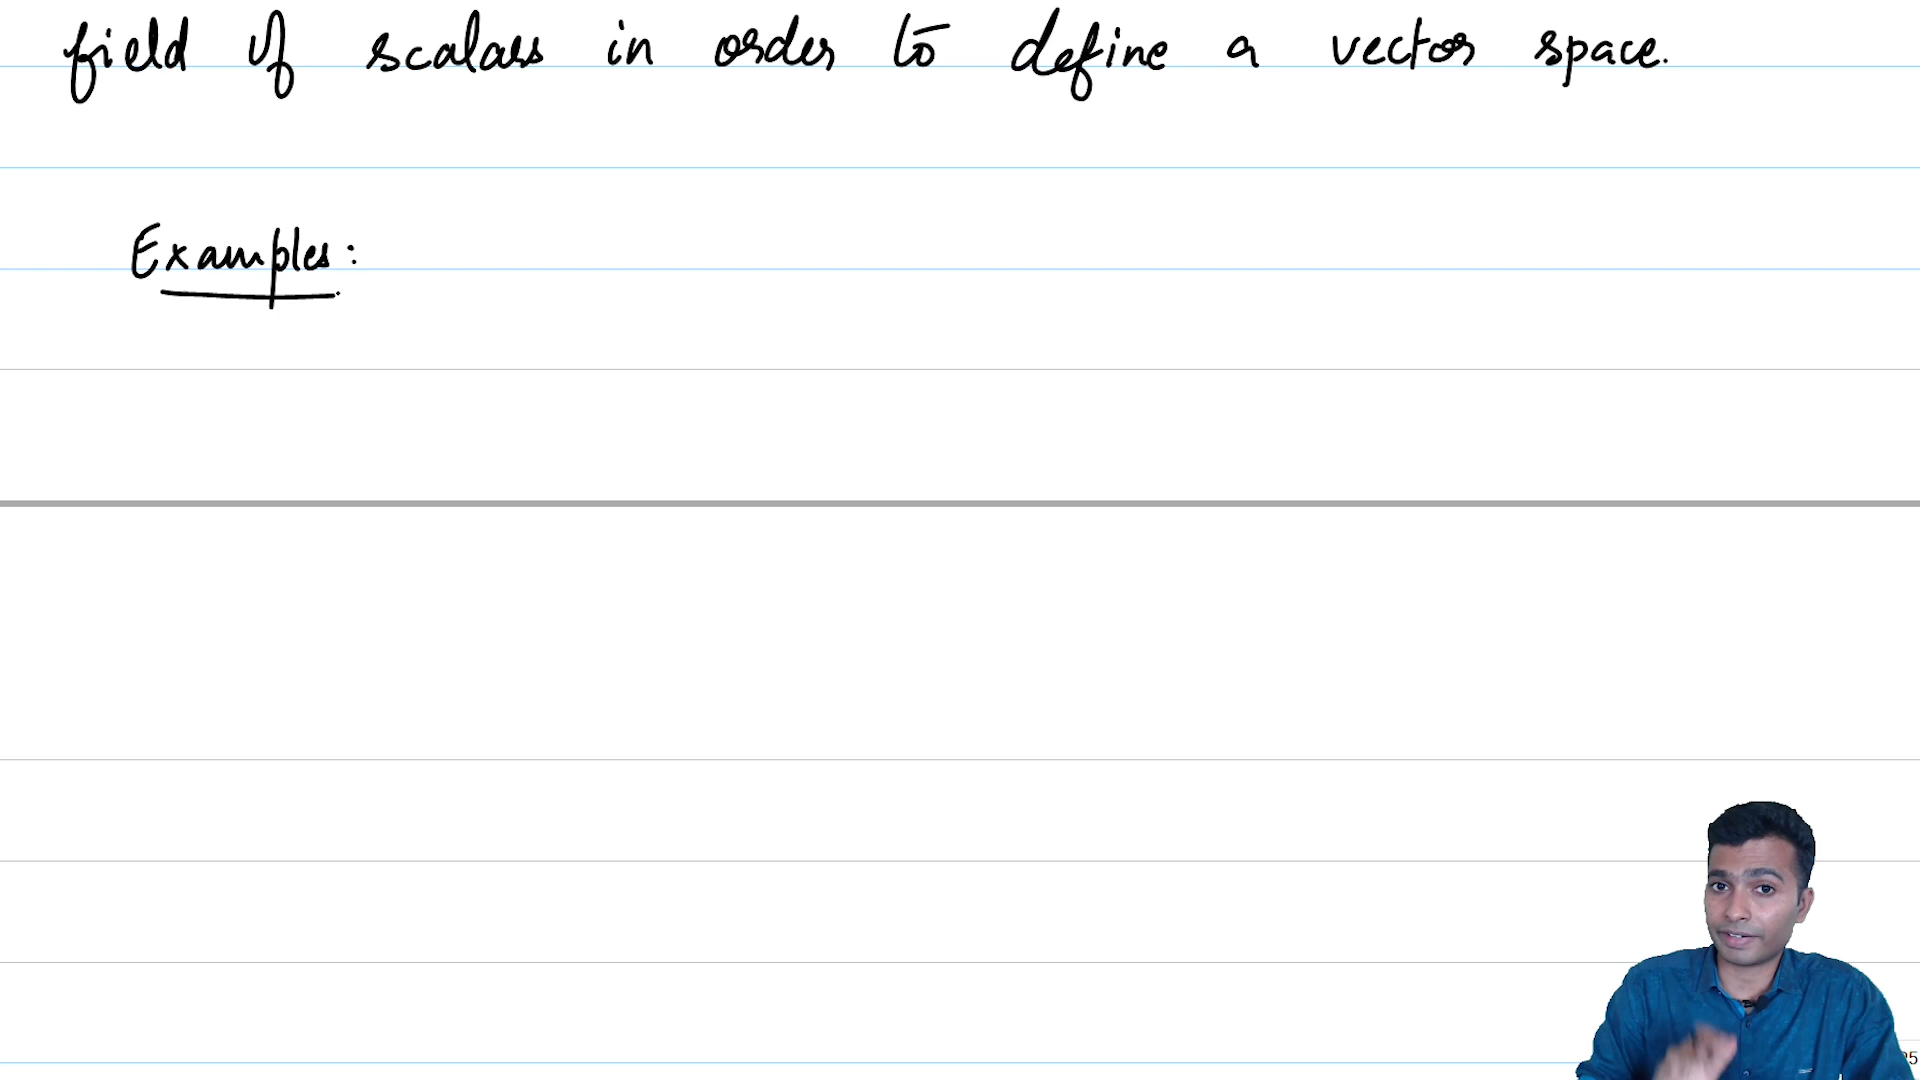 field of scalars in order to define a vector space.
Examples: